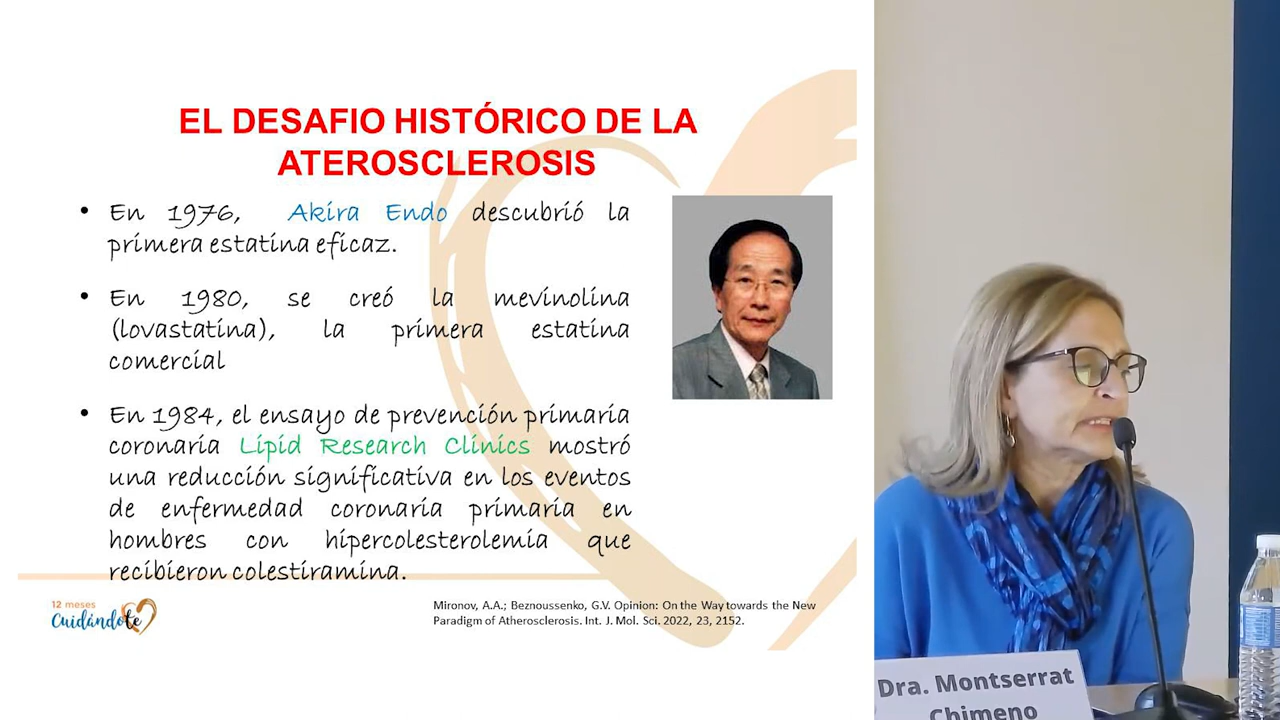 EL DESAFIO HISTÓRICO DE LA
ATEROSCLEROSIS
• En 1976, Akira Endo descubrió la
primera estatina eficaz.
• En 1980, se creó la mevinolina
(lovastatina), la primera estatina
comercial
• En 1984, el ensayo de prevención primaria
coronaria Lipid Research Clinics mostró
una reducción significativa en los eventos
de enfermedad coronaria primaria en
hombres con hipercolesterolemia que
recibieron colestiramina.
12 meses
Cuidándote
Mironov, A.A.; Beznoussenko, G.V. Opinion: On the Way towards the New
Paradigm of Atherosclerosis. Int. J. Mol. Sci. 2022, 23, 2152.
Dra. Montserrat
Chimeno